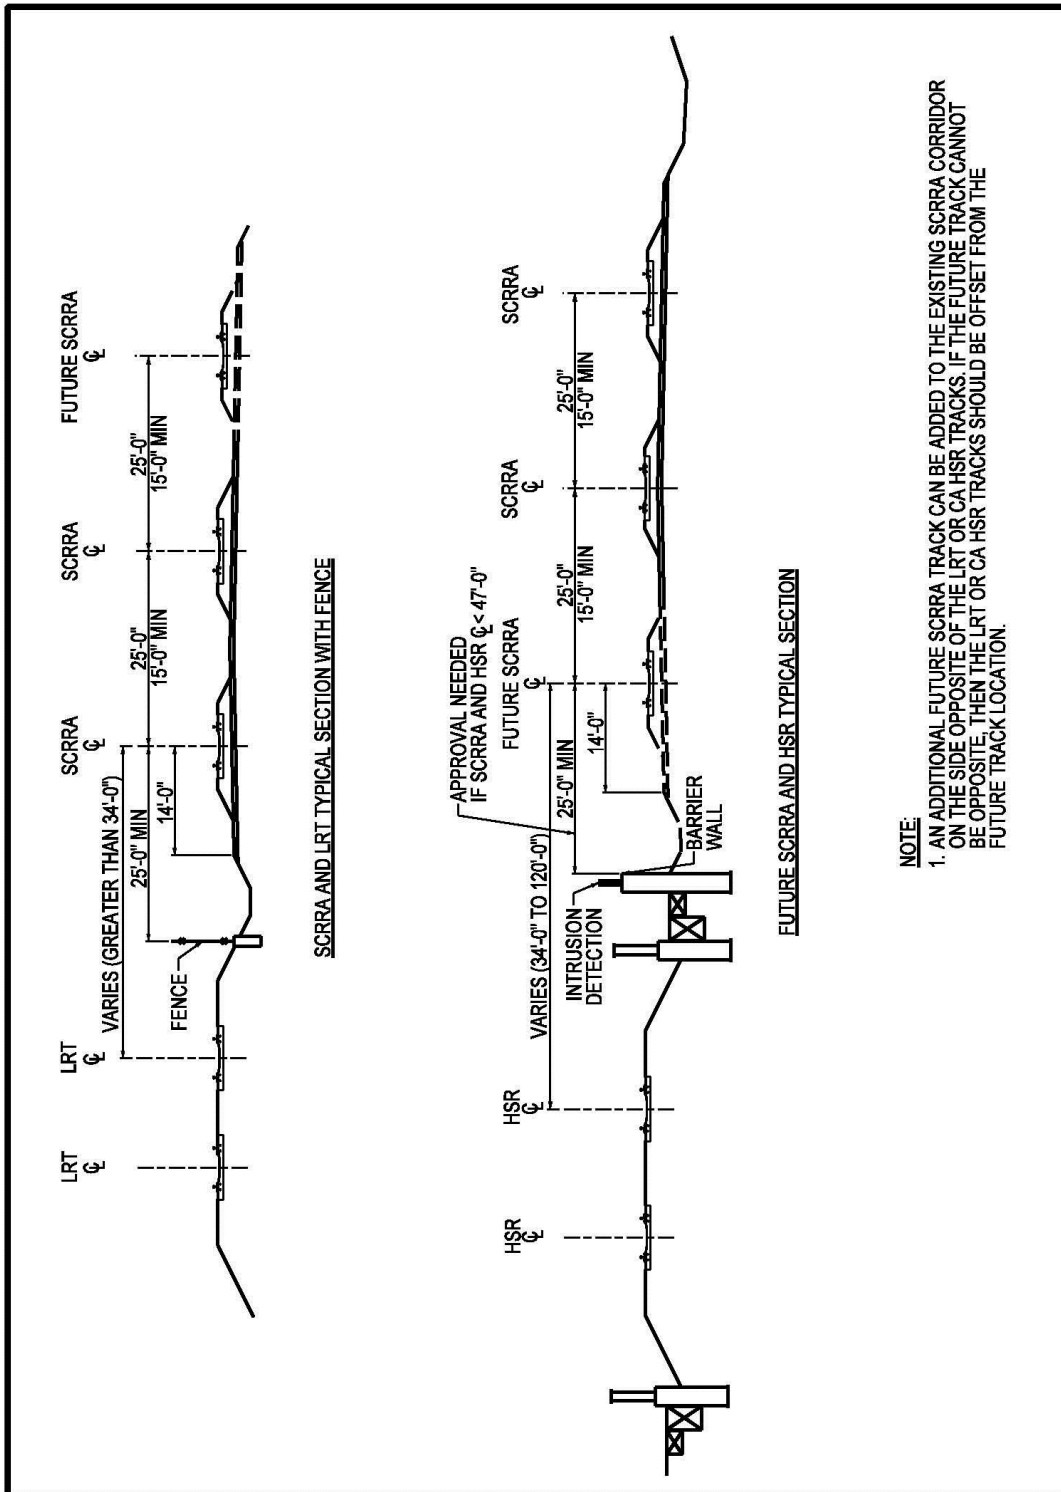 LRT
℄
LRT
℄
SCRRA
℄
SCRRA
℄
FUTURE SCRRA
℄
VARIES (GREATER THAN 34'-0")
25'-0" MIN
14'-0"
25'-0"
15'-0" MIN
25'-0"
15'-0" MIN
FENCE
SCRRA AND LRT TYPICAL SECTION WITH FENCE
APPROVAL NEEDED
IF SCRRA AND HSR ℄ < 47'-0"
HSR
℄
HSR
℄
FUTURE SCRRA
℄
SCRRA
℄
SCRRA
℄
VARIES (34'-0" TO 120'-0")
25'-0" MIN
14'-0"
25'-0"
15'-0" MIN
25'-0"
15'-0" MIN
INTRUSION
DETECTION
BARRIER
WALL
FUTURE SCRRA AND HSR TYPICAL SECTION
NOTE:
1. AN ADDITIONAL FUTURE SCRRA TRACK CAN BE ADDED TO THE EXISTING SCRRA CORRIDOR
ON THE SIDE OPPOSITE OF THE LRT OR CA HSR TRACKS. IF THE FUTURE TRACK CANNOT
BE OPPOSITE, THEN THE LRT OR CA HSR TRACKS SHOULD BE OFFSET FROM THE
FUTURE TRACK LOCATION.